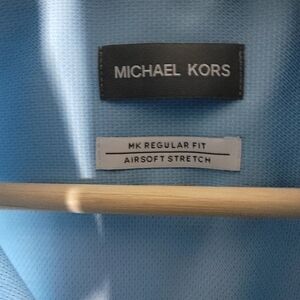 MICHAEL KORS
MK REGULAR FIT
AIRSOFT STRETCH